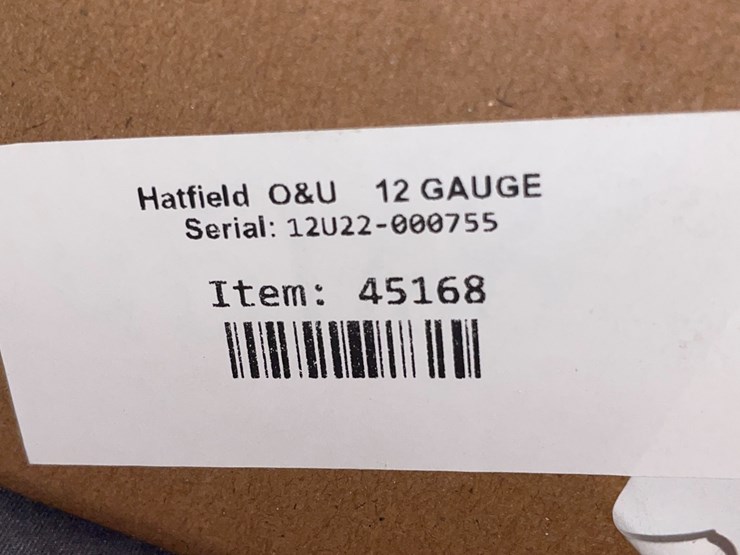 Hatfield O&U 12 GAUGE
Serial: 12U22-000755
Item: 45168